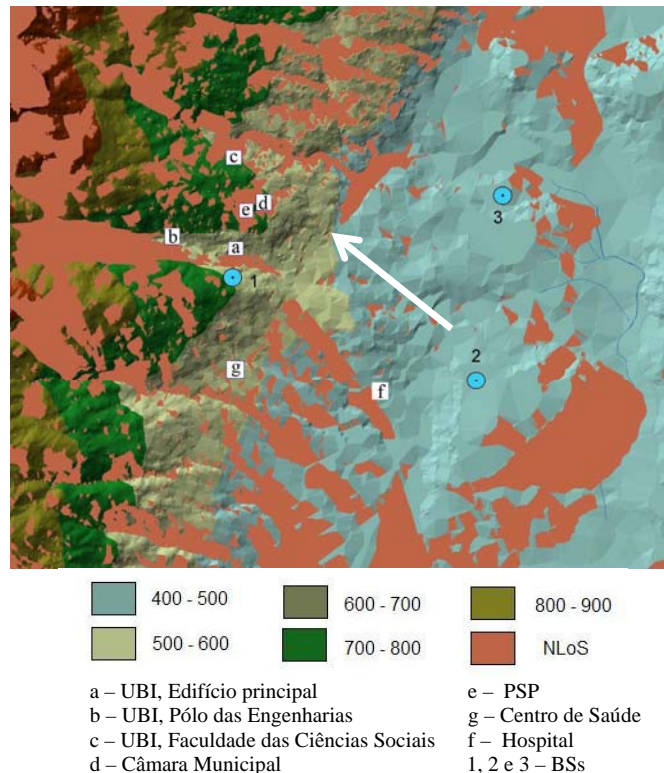 c
d
e
3
b
a
1
2
g
f
400 - 500
600 - 700
800 - 900
500 - 600
700 - 800
NLoS
a – UBI, Edifício principal
e – PSP
b – UBI, Pólo das Engenharias
g – Centro de Saúde
c – UBI, Faculdade das Ciências Sociais
f – Hospital
d – Câmara Municipal
1, 2 e 3 – BSs